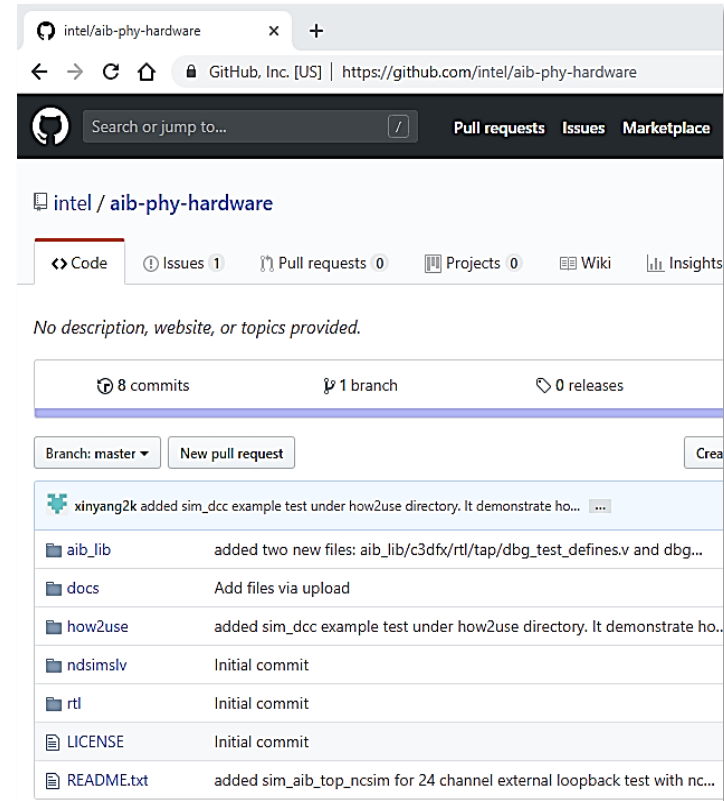 intel/aib-phy-hardware
GitHub, Inc. [US] | https://github.com/intel/aib-phy-hardware
Search or jump to... / Pull requests Issues Marketplace
intel / aib-phy-hardware
Code Issues 1 Pull requests 0 Projects 0 Wiki Insights
No description, website, or topics provided.
8 commits 1 branch 0 releases
Branch: master New pull request Crea
xinyang2k added sim_dcc example test under how2use directory. It demonstrate ho... ...
aib_lib added two new files: aib_lib/c3dfx/rtl/tap/dbg_test_defines.v and dbg...
docs Add files via upload
how2use added sim_dcc example test under how2use directory. It demonstrate ho..
ndsimslv Initial commit
rtl Initial commit
LICENSE Initial commit
README.txt added sim_aib_top_ncsim for 24 channel external loopback test with nc...